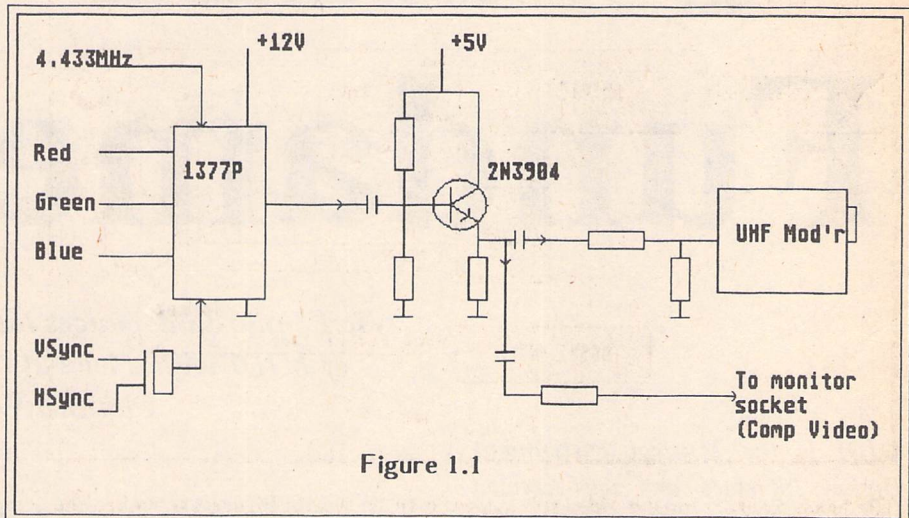 +12V
+5V
4.433MHz
Red
1377P
2N3904
Green
UHF Mod'r
Blue
VSync
HSync
To monitor
socket
(Comp Video)
Figure 1.1